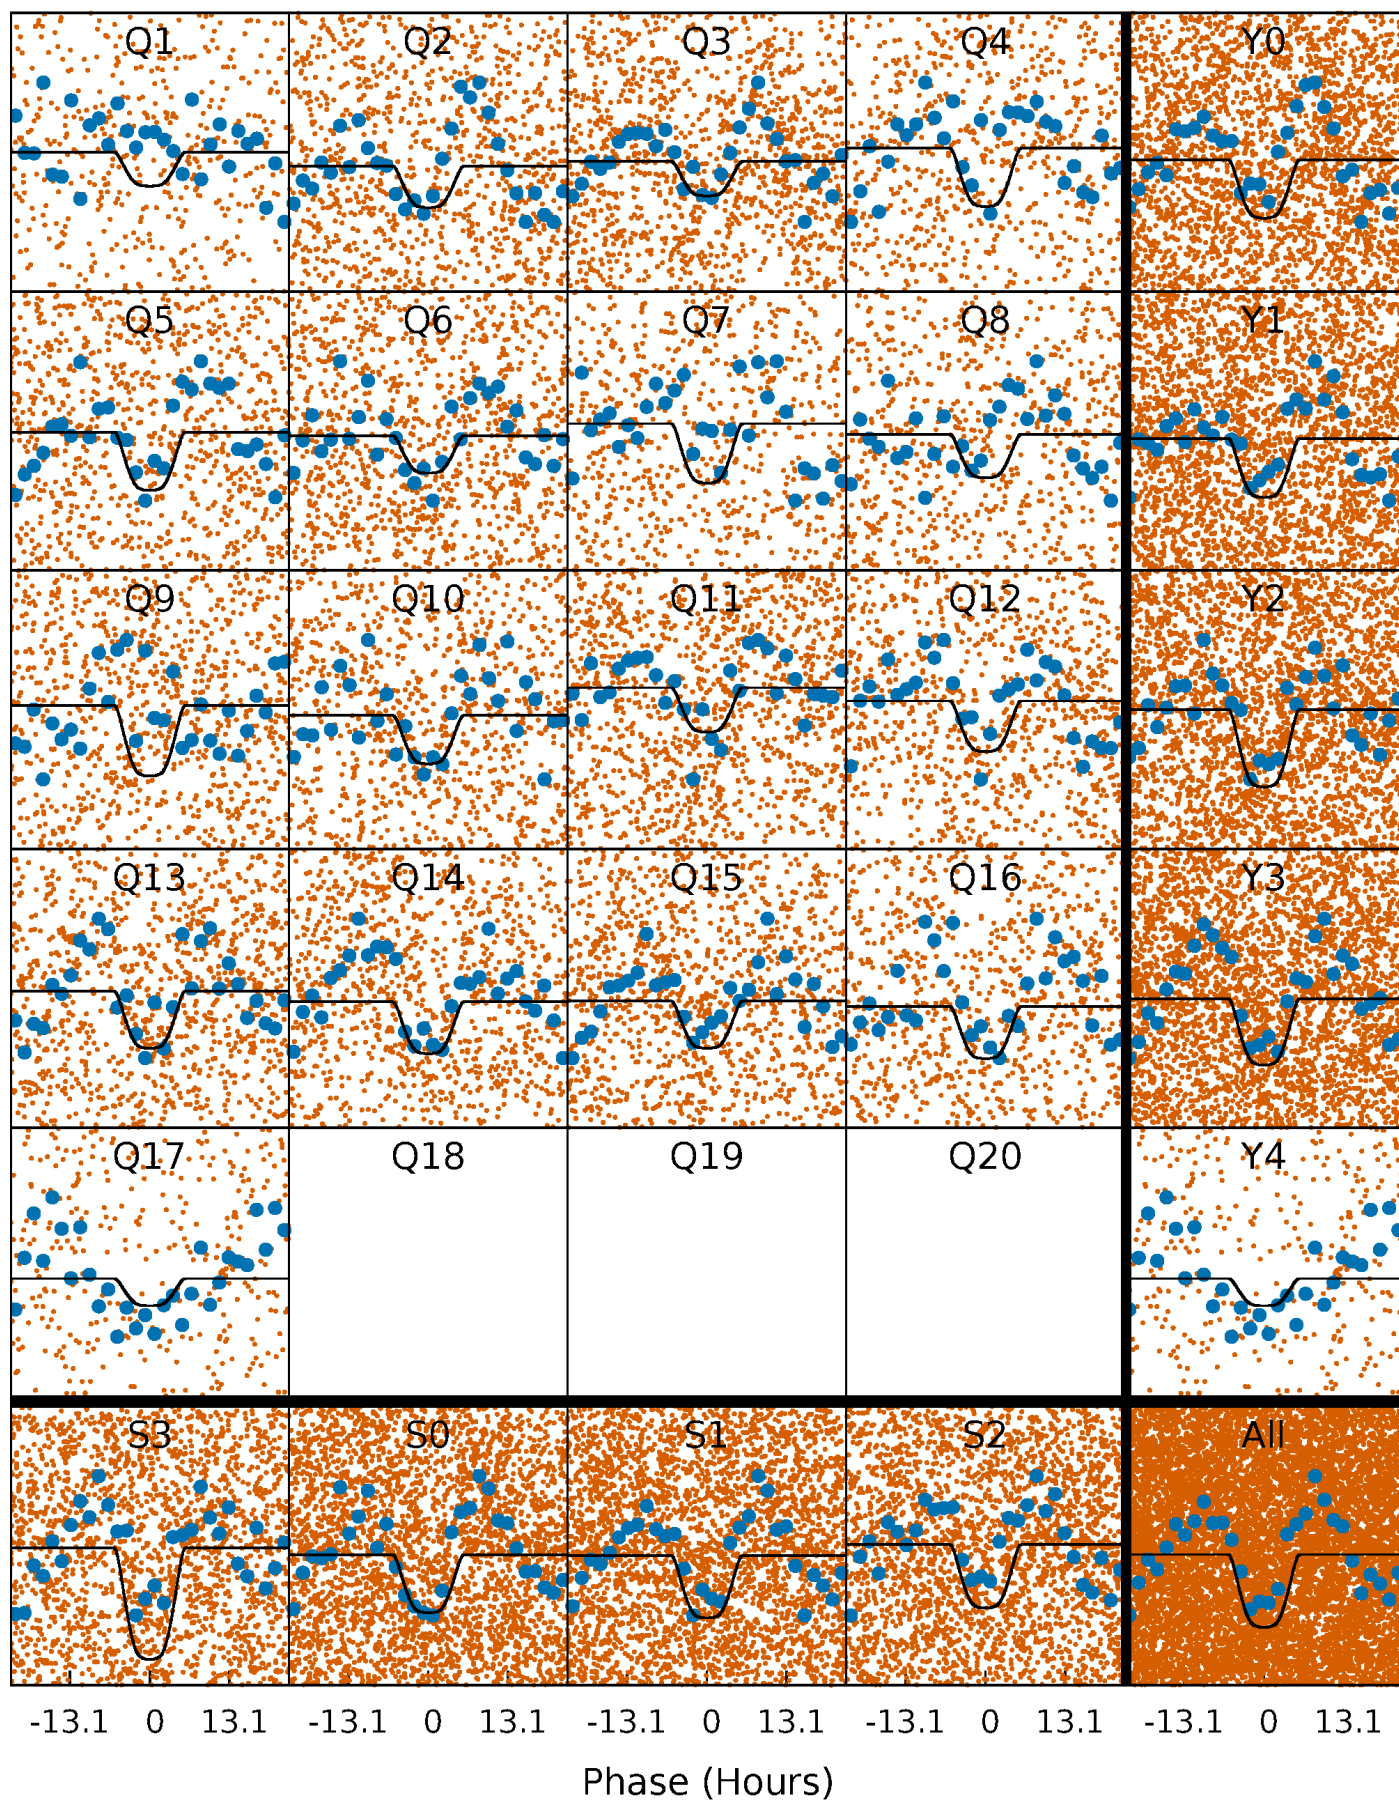 Q1 Q2 Q3 Q4 Y0
Q5 Q6 Q7 Q8 Y1
Q9 Q10 Q11 Q12 Y2
Q13 Q14 Q15 Q16 Y3
Q17 Q18 Q19 Q20 Y4
S3 S0 S1 S2 All
-13.1 0 13.1 -13.1 0 13.1 -13.1 0 13.1 -13.1 0 13.1 -13.1 0 13.1
Phase (Hours)